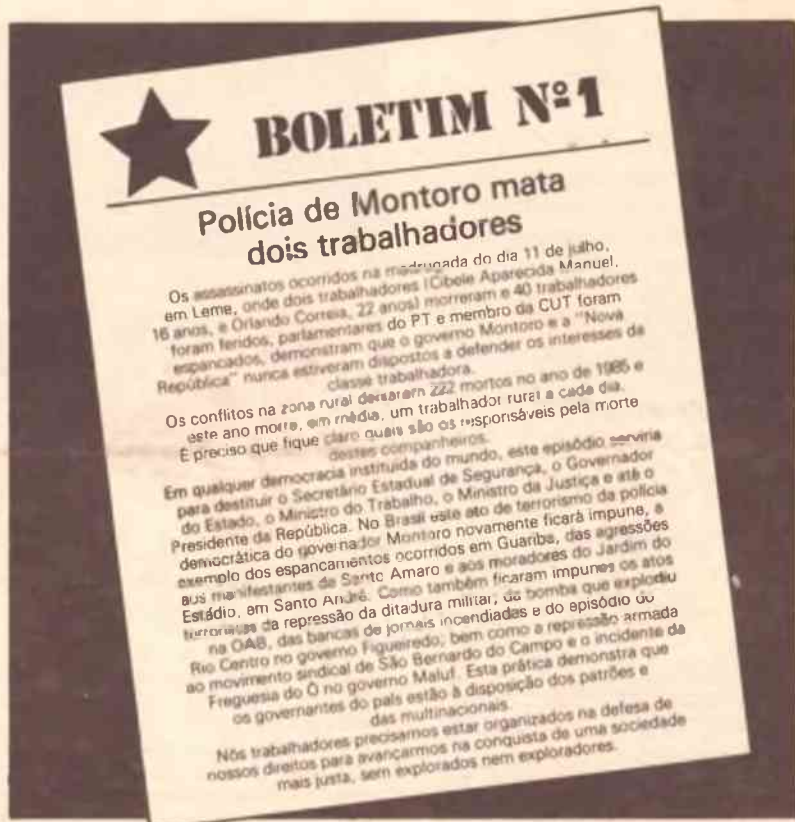 BOLETIM Nº 1
Polícia de Montoro mata
dois trabalhadores
Os assassinatos ocorridos na madrugada do dia 11 de julho,
em Leme, onde dois trabalhadores (Cibele Aparecida Manuel,
16 anos, e Orlando Correia, 22 anos) morreram e 40 trabalhadores
foram feridos, parlamentares do PT e membro da CUT foram
espancados, demonstram que o governo Montoro e a "Nova
República" nunca estiveram dispostos a defender os interesses da
classe trabalhadora.
Os conflitos na zona rural deixaram 222 mortos no ano de 1985 e
este ano morre, em média, um trabalhador rural a cada dia.
É preciso que fique claro quais são os responsáveis pela morte
destes companheiros.
Em qualquer democracia instituída do mundo, este episódio serviria
para destituir o Secretário Estadual de Segurança, o Governador
do Estado, o Ministro do Trabalho, o Ministro da Justiça e até o
Presidente da República. No Brasil este ato de terrorismo da polícia
democrática do governador Montoro novamente ficará impune, a
exemplo dos espancamentos ocorridos em Guariba, das agressões
aos manifestantes de Santo Amaro e aos moradores do Jardim do
Estádio, em Santo André. Como também ficaram impunes os atos
terroristas da repressão da ditadura militar, da bomba que explodiu
na OAB, das bancas de jornais incendiadas e do episódio do
Rio Centro no governo Figueiredo; bem como a repressão armada
ao movimento sindical de São Bernardo do Campo e o incidente da
Freguesia do Ó no governo Maluf. Esta prática demonstra que
os governantes do país estão à disposição dos patrões e
das multinacionais.
Nós trabalhadores precisamos estar organizados na defesa de
nossos direitos para avançarmos na conquista de uma sociedade
mais justa, sem explorados nem exploradores.